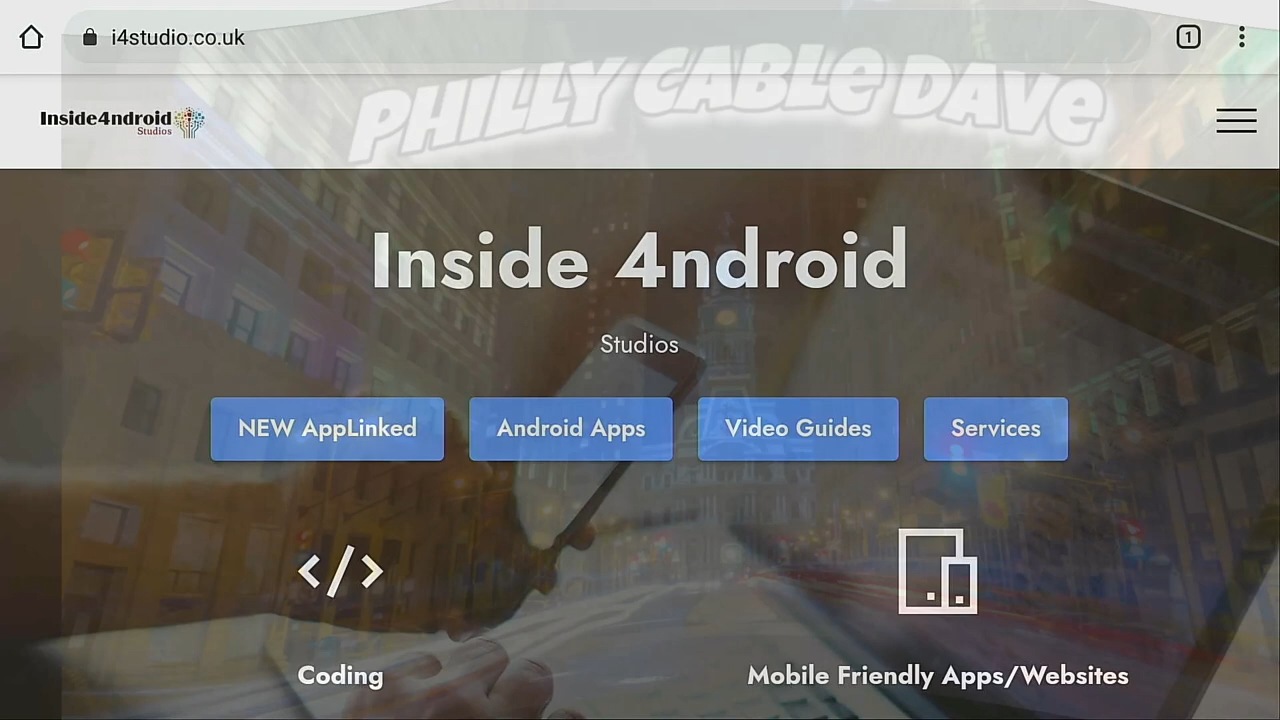 i4studio.co.uk
1
PHILLY CABLE DAVE
Inside4ndroid
Studios
Inside 4ndroid
Studios
NEW AppLinked
Android Apps
Video Guides
Services
Coding
Mobile Friendly Apps/Websites